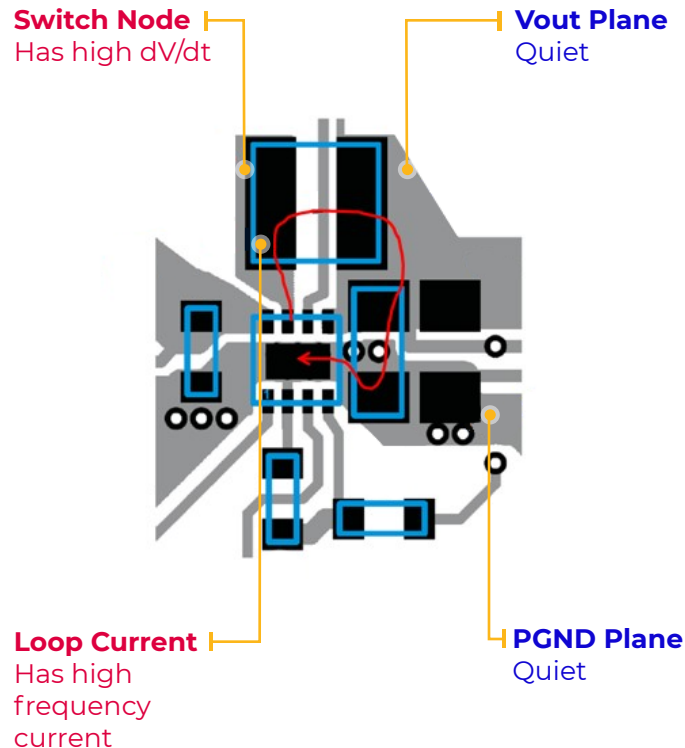 Switch Node
Has high dV/dt
Vout Plane
Quiet
Loop Current
Has high
frequency
current
PGND Plane
Quiet